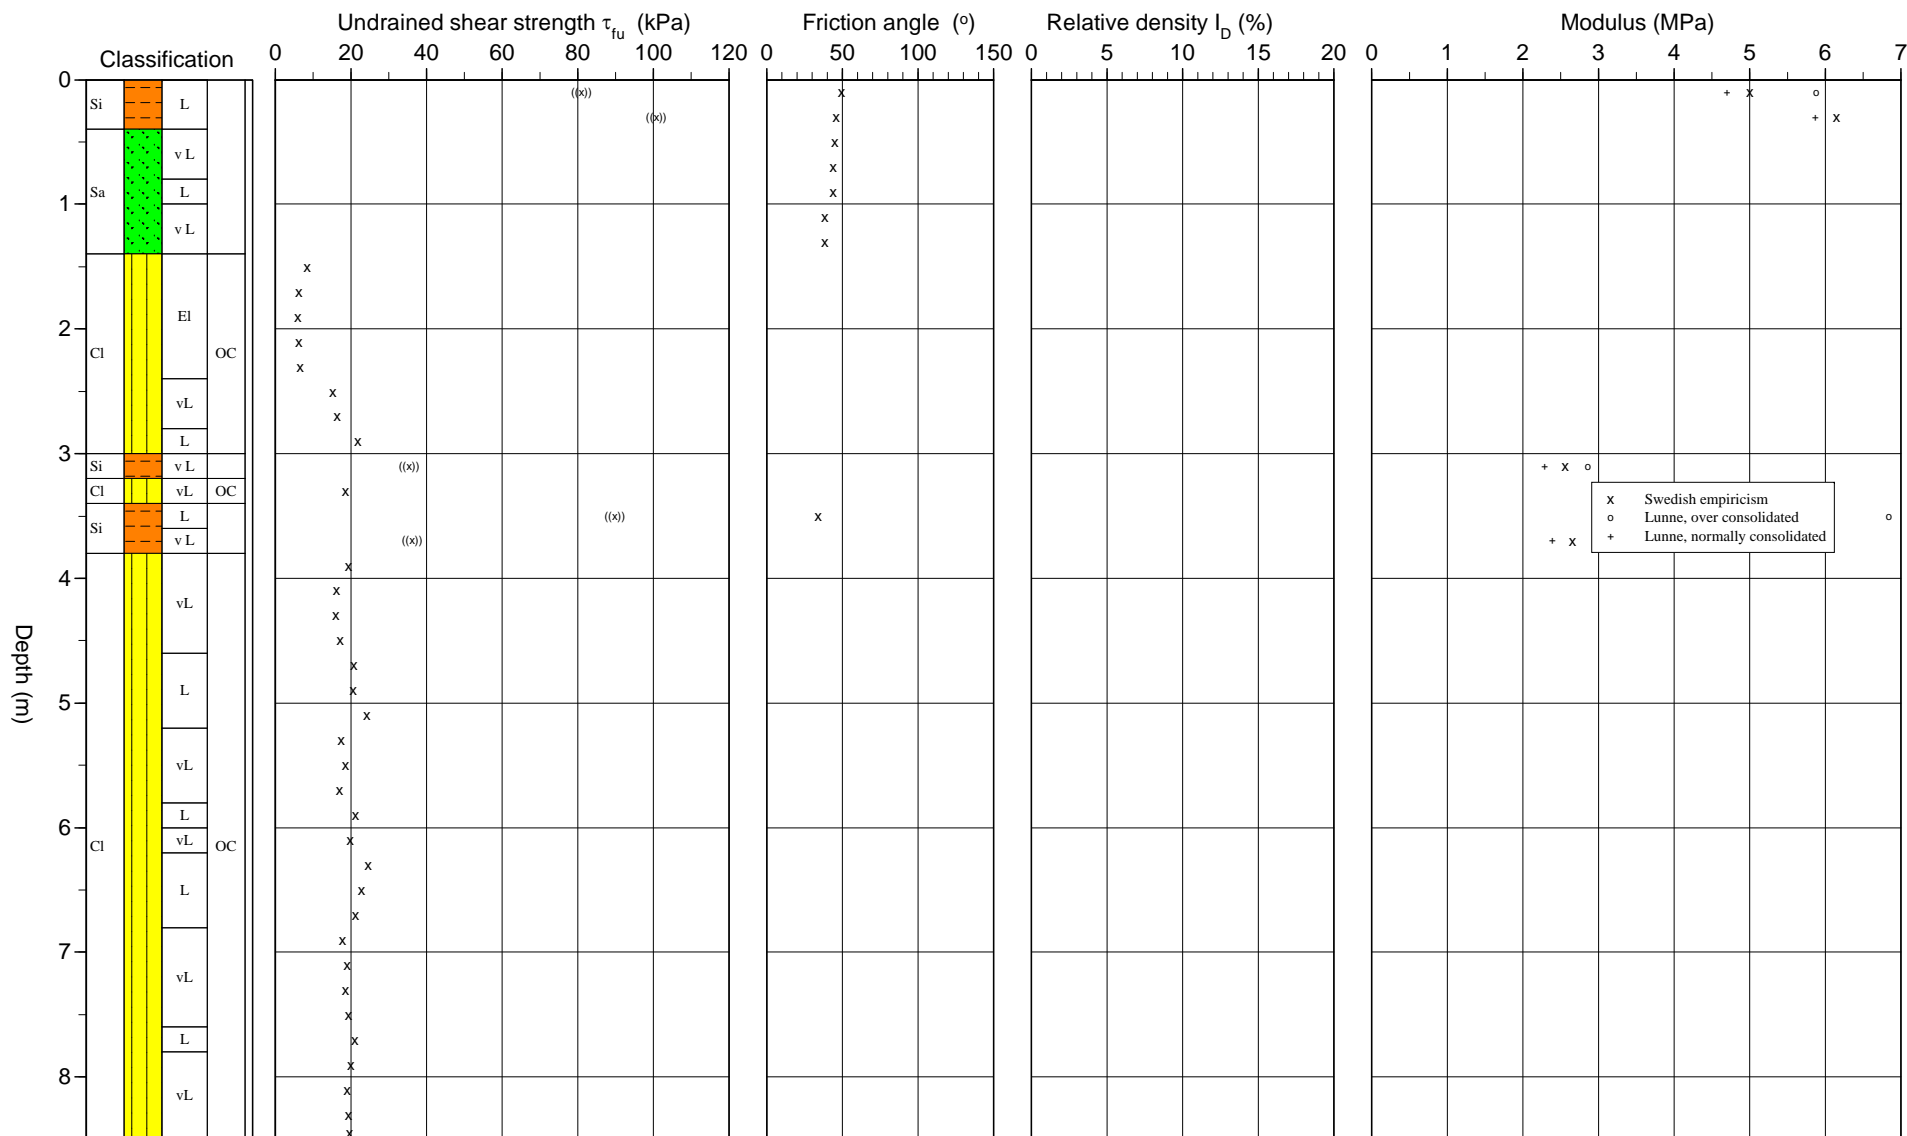 Undrained shear strength τfu (kPa) Friction angle (o) Relative density ID (%) Modulus (MPa)
Classification
0 20 40 60 80 100 120 0 50 100 150 0 5 10 15 20 0 1 2 3 4 5 6 7
0
Si L
v L
Sa L
1
v L
El
2
Cl OC
vL
L
3
Si v L
Cl vL OC
Si L
v L
x Swedish empiricism
o Lunne, over consolidated
+ Lunne, normally consolidated
4
vL
Depth (m)
L
5
vL
L
6
vL
Cl OC
L
7
vL
L
8
vL